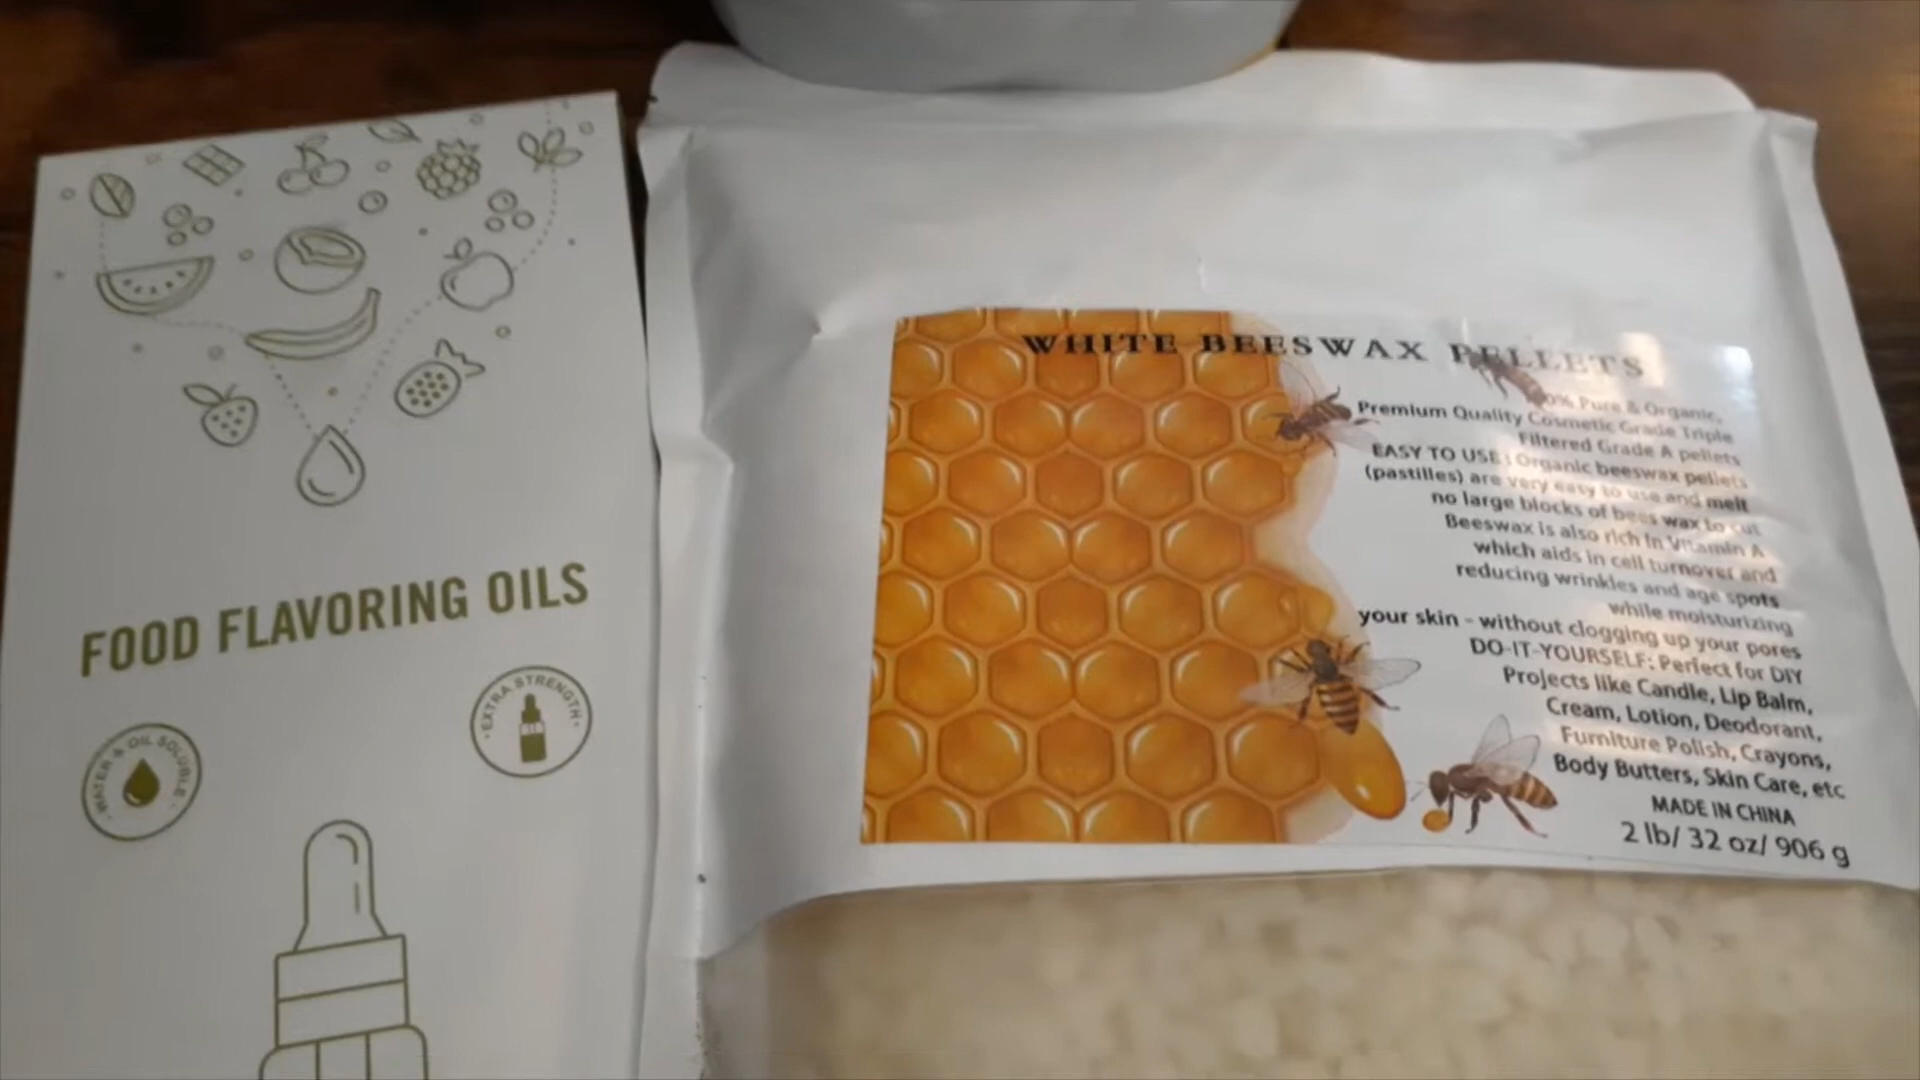 FOOD FLAVORING OILS
WATER & OIL SOLUBLE
EXTRA STRENGTH
WHITE BEESWAX PELLETS
Pure & Organic,
Premium Quality Cosmetic Grade Triple
Filtered Grade A pellets
EASY TO USE: Organic beeswax pellets
(pastilles) are very easy to use and melt
no large blocks of bees wax to cut
Beeswax is also rich in Vitamin A
which aids in cell turnover and
reducing wrinkles and age spots
while moisturizing
your skin - without clogging up your pores
DO-IT-YOURSELF: Perfect for DIY
Projects like Candle, Lip Balm,
Cream, Lotion, Deodorant,
Furniture Polish, Crayons,
Body Butters, Skin Care, etc
MADE IN CHINA
2 lb/ 32 oz/ 906 g